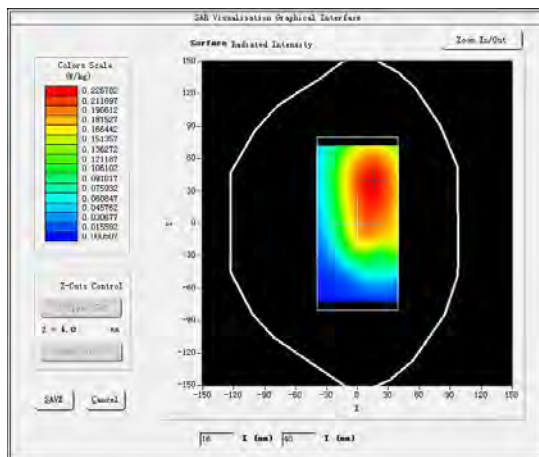 SAR Visualisation Graphical Interface
Surface Radiated Intensity
Zoom In/Out
Colors Scale
(W/kg)
0.226782
0.211697
0.196612
0.181527
0.166442
0.151357
0.136272
0.121187
0.106102
0.091017
0.075932
0.060847
0.045762
0.030677
0.015592
0.000507
150
120
90
60
30
0
-30
-60
-90
-120
-150
Y
-150 -120 -90 -60 -30 0 30 60 90 120 150
X
Z-Cuts Control
Z = 4.0 mm
SAVE Cancel
16 X (mm) 40 Y (mm)